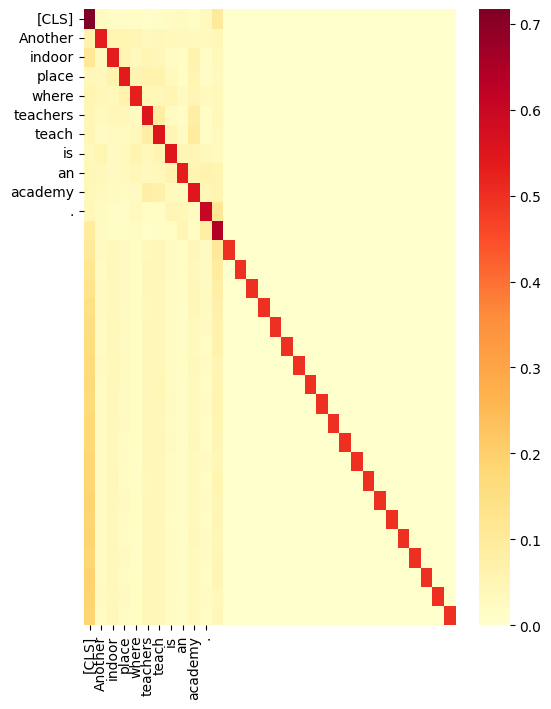 [CLS]
Another
indoor
place
where
teachers
teach
is
an
academy
.
[CLS]
Another
indoor
place
where
teachers
teach
is
an
academy
.
0.7
0.6
0.5
0.4
0.3
0.2
0.1
0.0